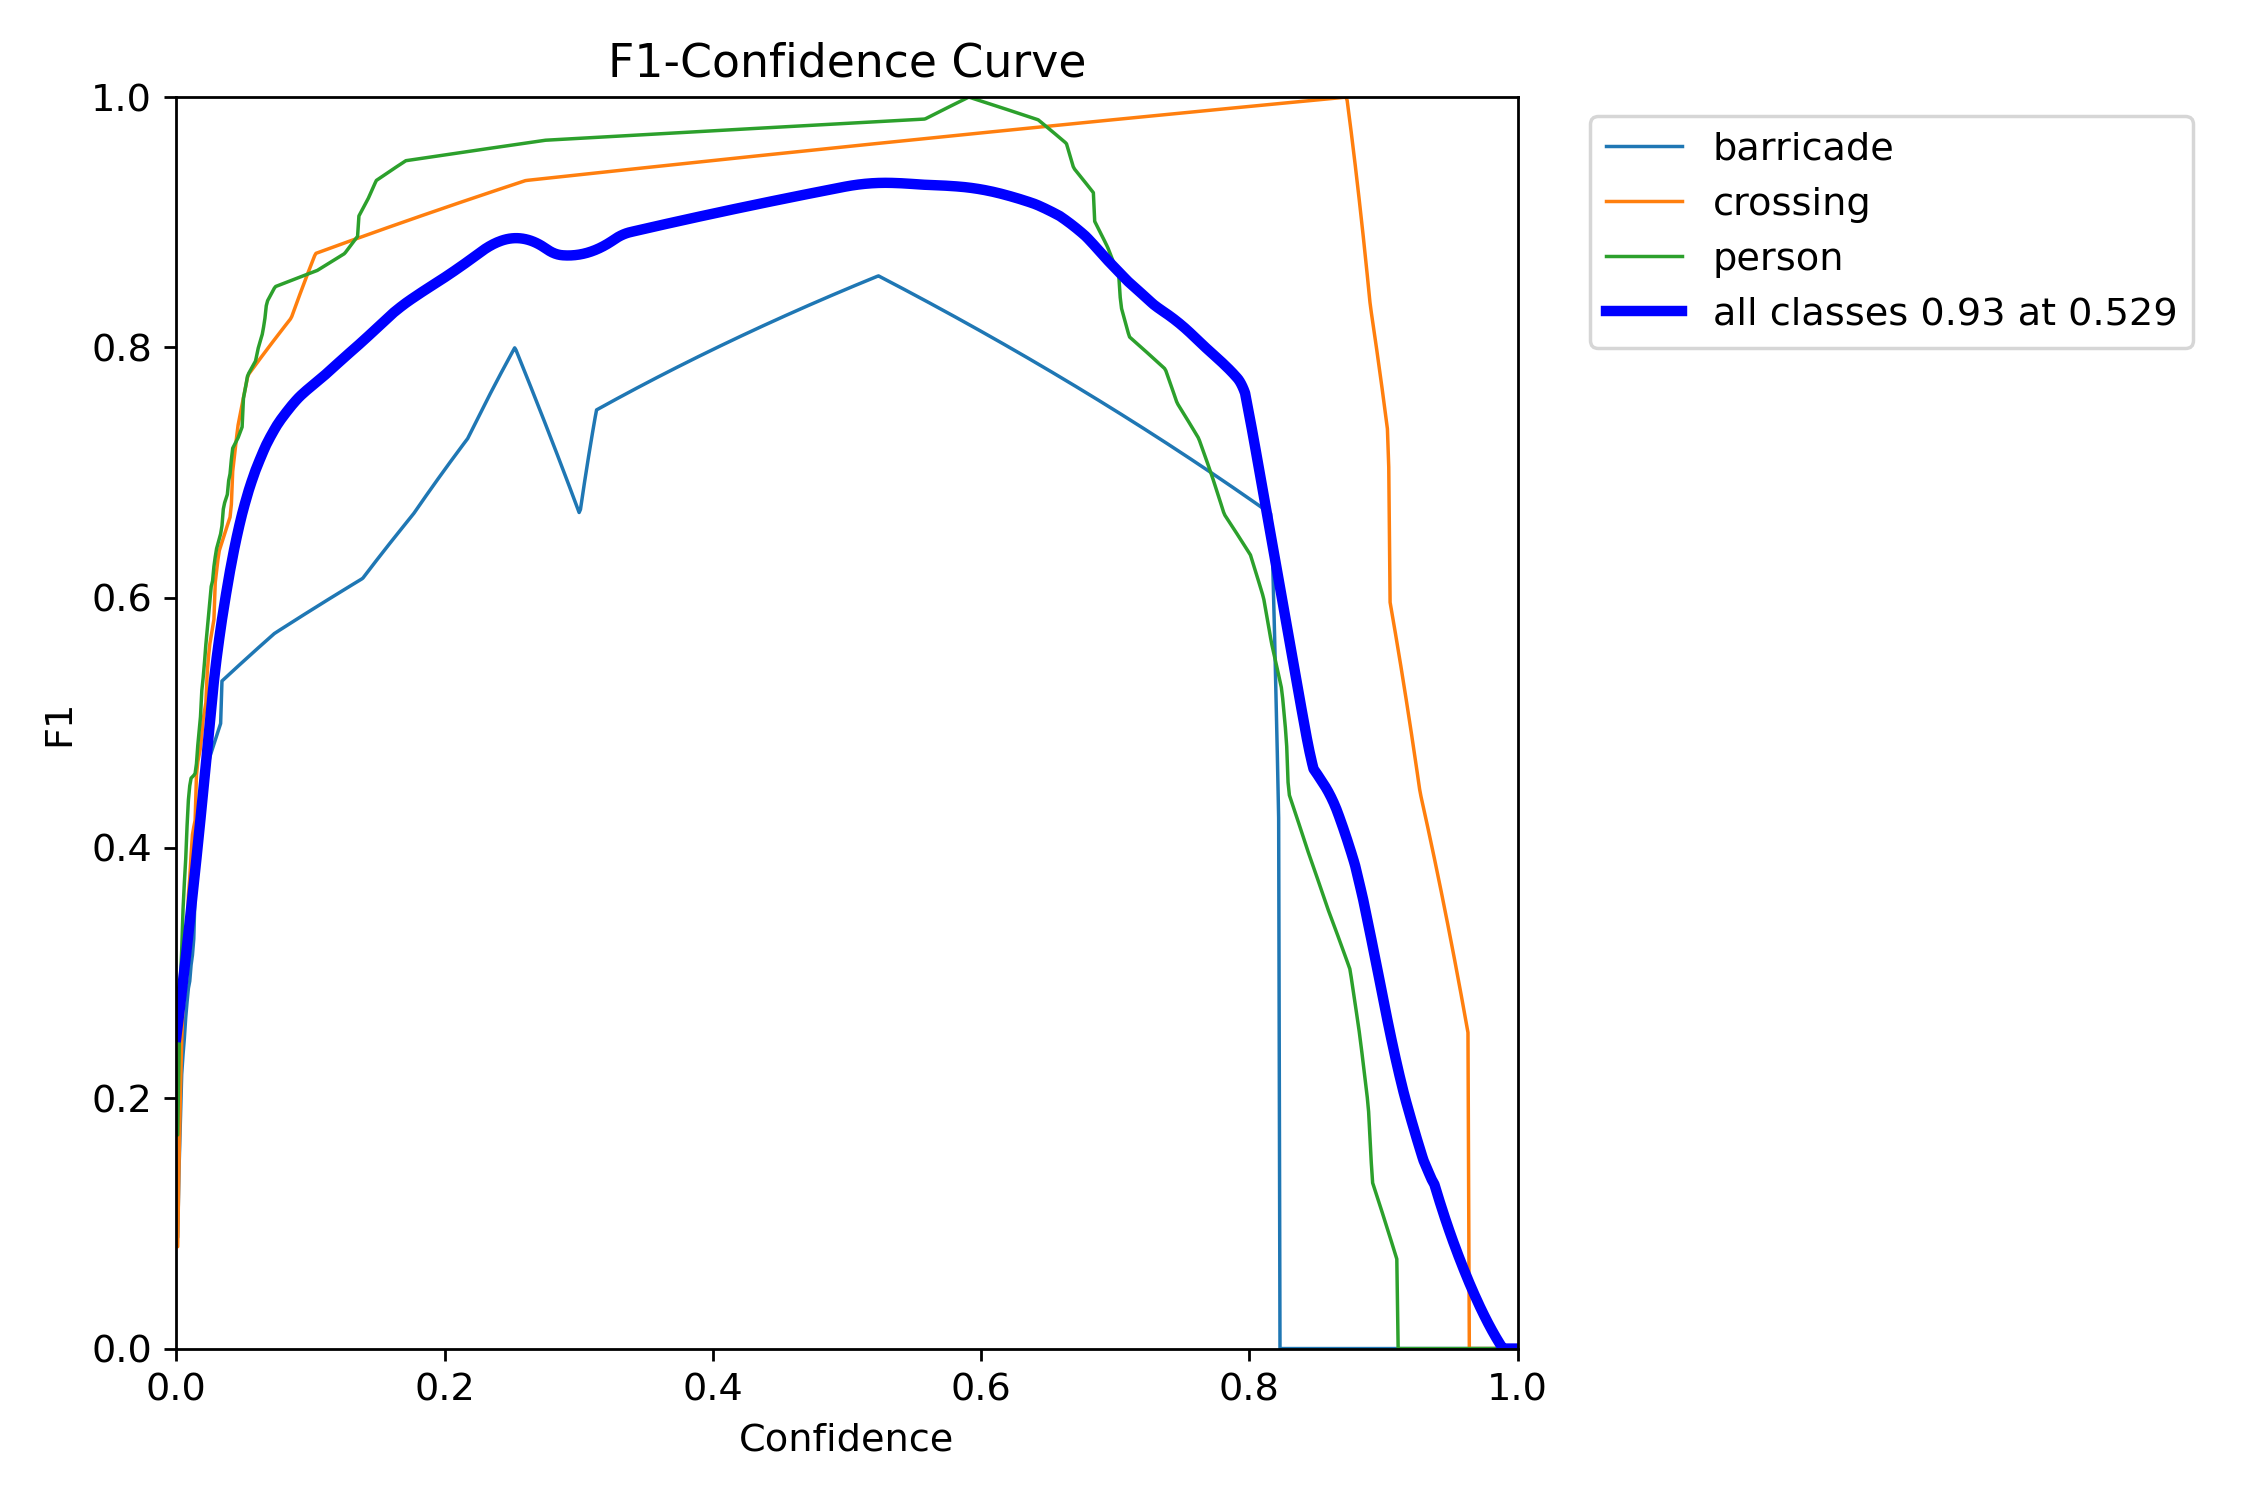 F1-Confidence Curve
1.0
0.8
0.6
0.4
0.2
0.0
F1
0.0 0.2 0.4 0.6 0.8 1.0
Confidence
barricade
crossing
person
all classes 0.93 at 0.529